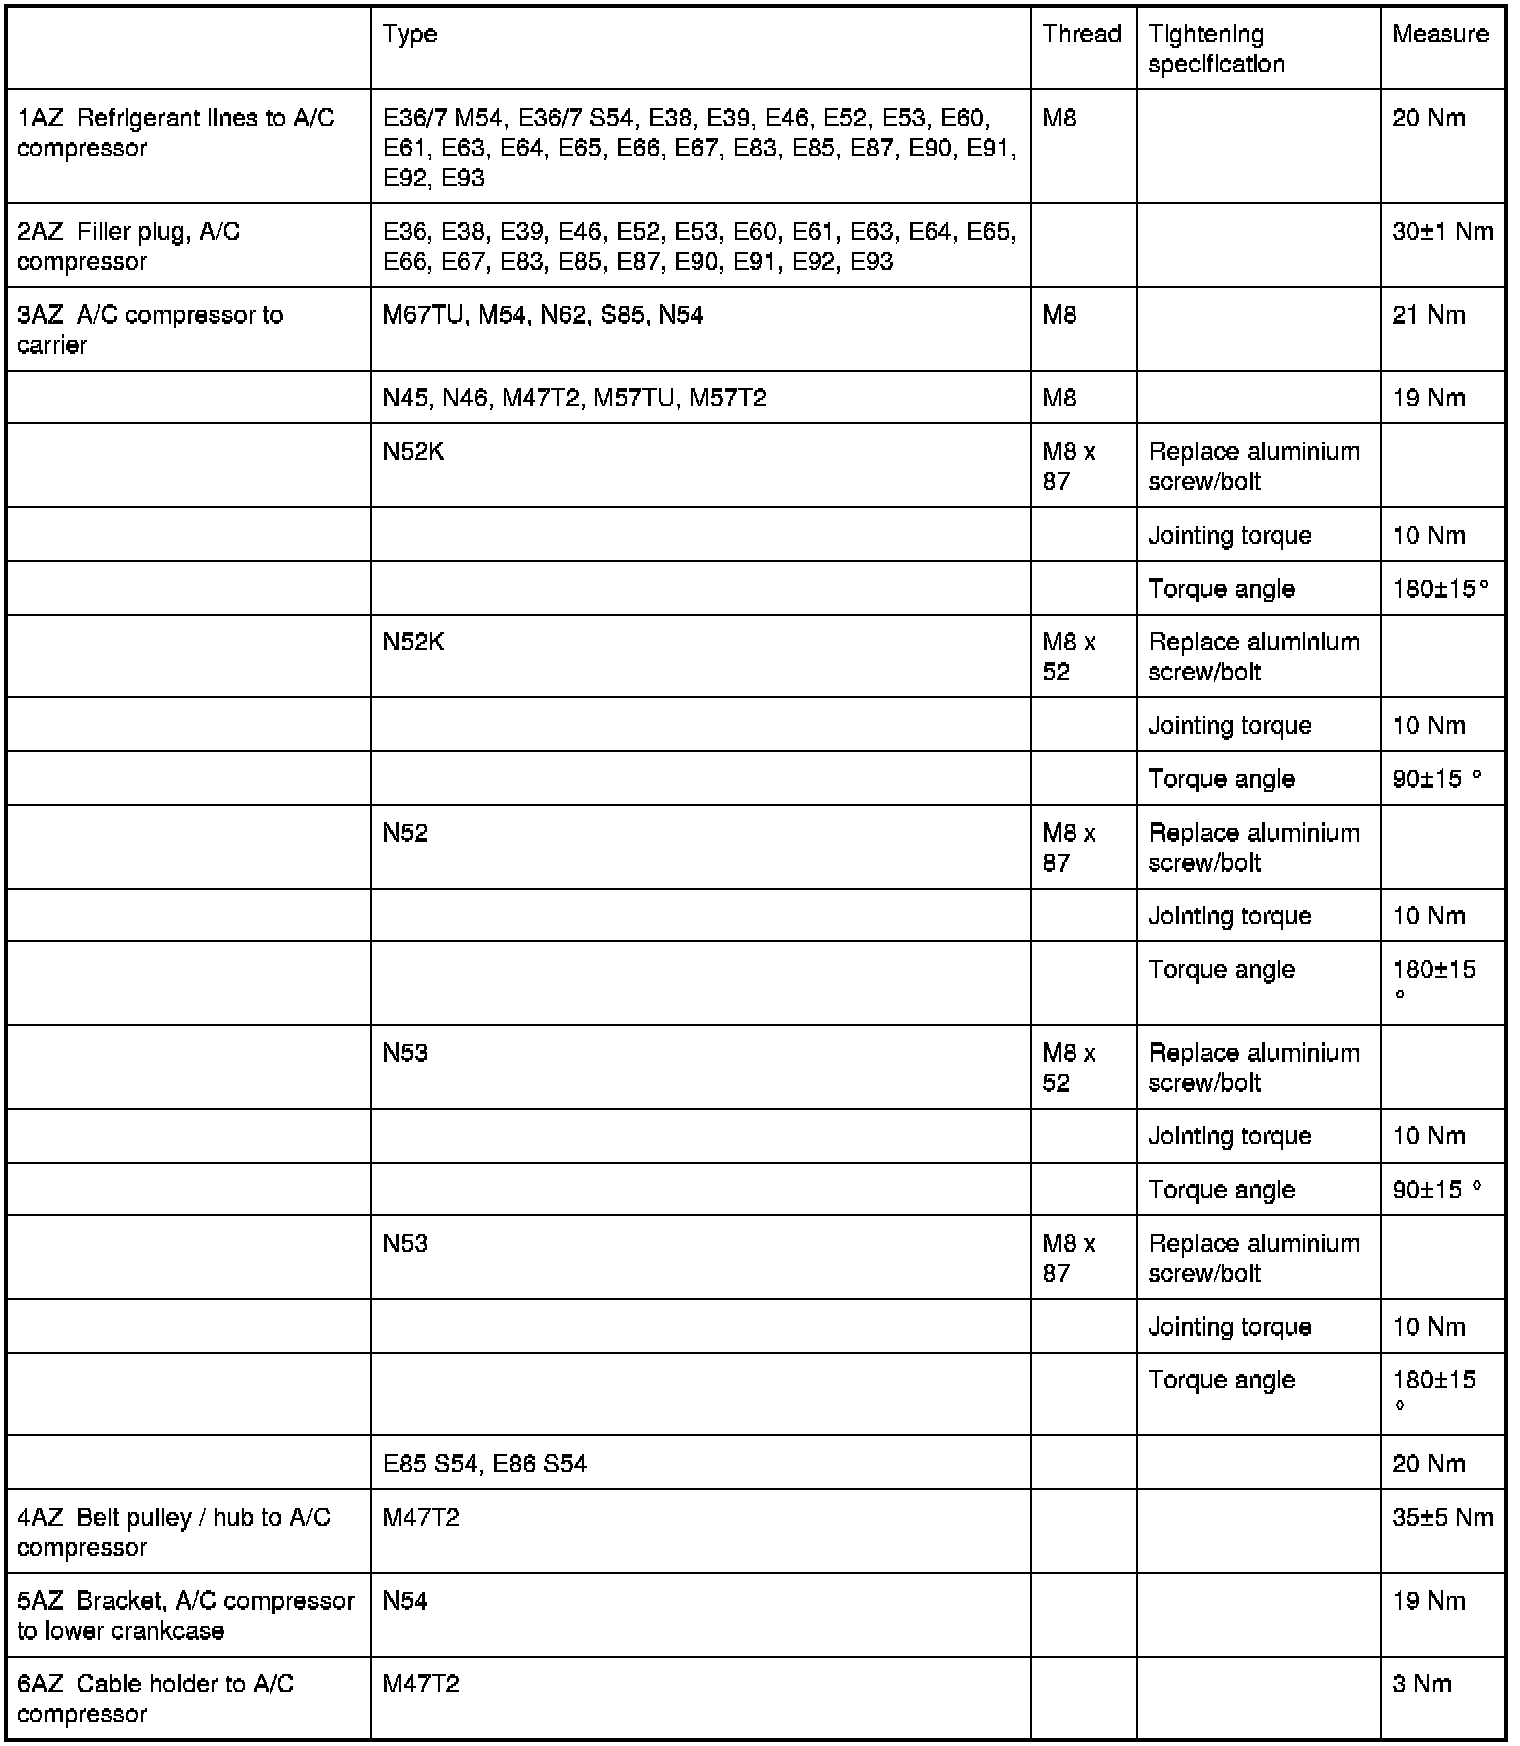 Type
Thread
Tightening
specification
Measure
1AZ Refrigerant lines to A/C
compressor
E36/7 M54, E36/7 S54, E38, E39, E46, E52, E53, E60,
E61, E63, E64, E65, E66, E67, E83, E85, E87, E90, E91,
E92, E93
M8
20 Nm
2AZ Filler plug, A/C
compressor
E36, E38, E39, E46, E52, E53, E60, E61, E63, E64, E65,
E66, E67, E83, E85, E87, E90, E91, E92, E93
30±1 Nm
3AZ A/C compressor to
carrier
M67TU, M54, N62, S85, N54
M8
21 Nm
N45, N46, M47T2, M57TU, M57T2
M8
19 Nm
N52K
M8 x
87
Replace aluminium
screw/bolt
Jointing torque
10 Nm
Torque angle
180±15°
N52K
M8 x
52
Replace aluminium
screw/bolt
Jointing torque
10 Nm
Torque angle
90±15 °
N52
M8 x
87
Replace aluminium
screw/bolt
Jointing torque
10 Nm
Torque angle
180±15
°
N53
M8 x
52
Replace aluminium
screw/bolt
Jointing torque
10 Nm
Torque angle
90±15 °
N53
M8 x
87
Replace aluminium
screw/bolt
Jointing torque
10 Nm
Torque angle
180±15
°
E85 S54, E86 S54
20 Nm
4AZ Belt pulley / hub to A/C
compressor
M47T2
35±5 Nm
5AZ Bracket, A/C compressor
to lower crankcase
N54
19 Nm
6AZ Cable holder to A/C
compressor
M47T2
3 Nm